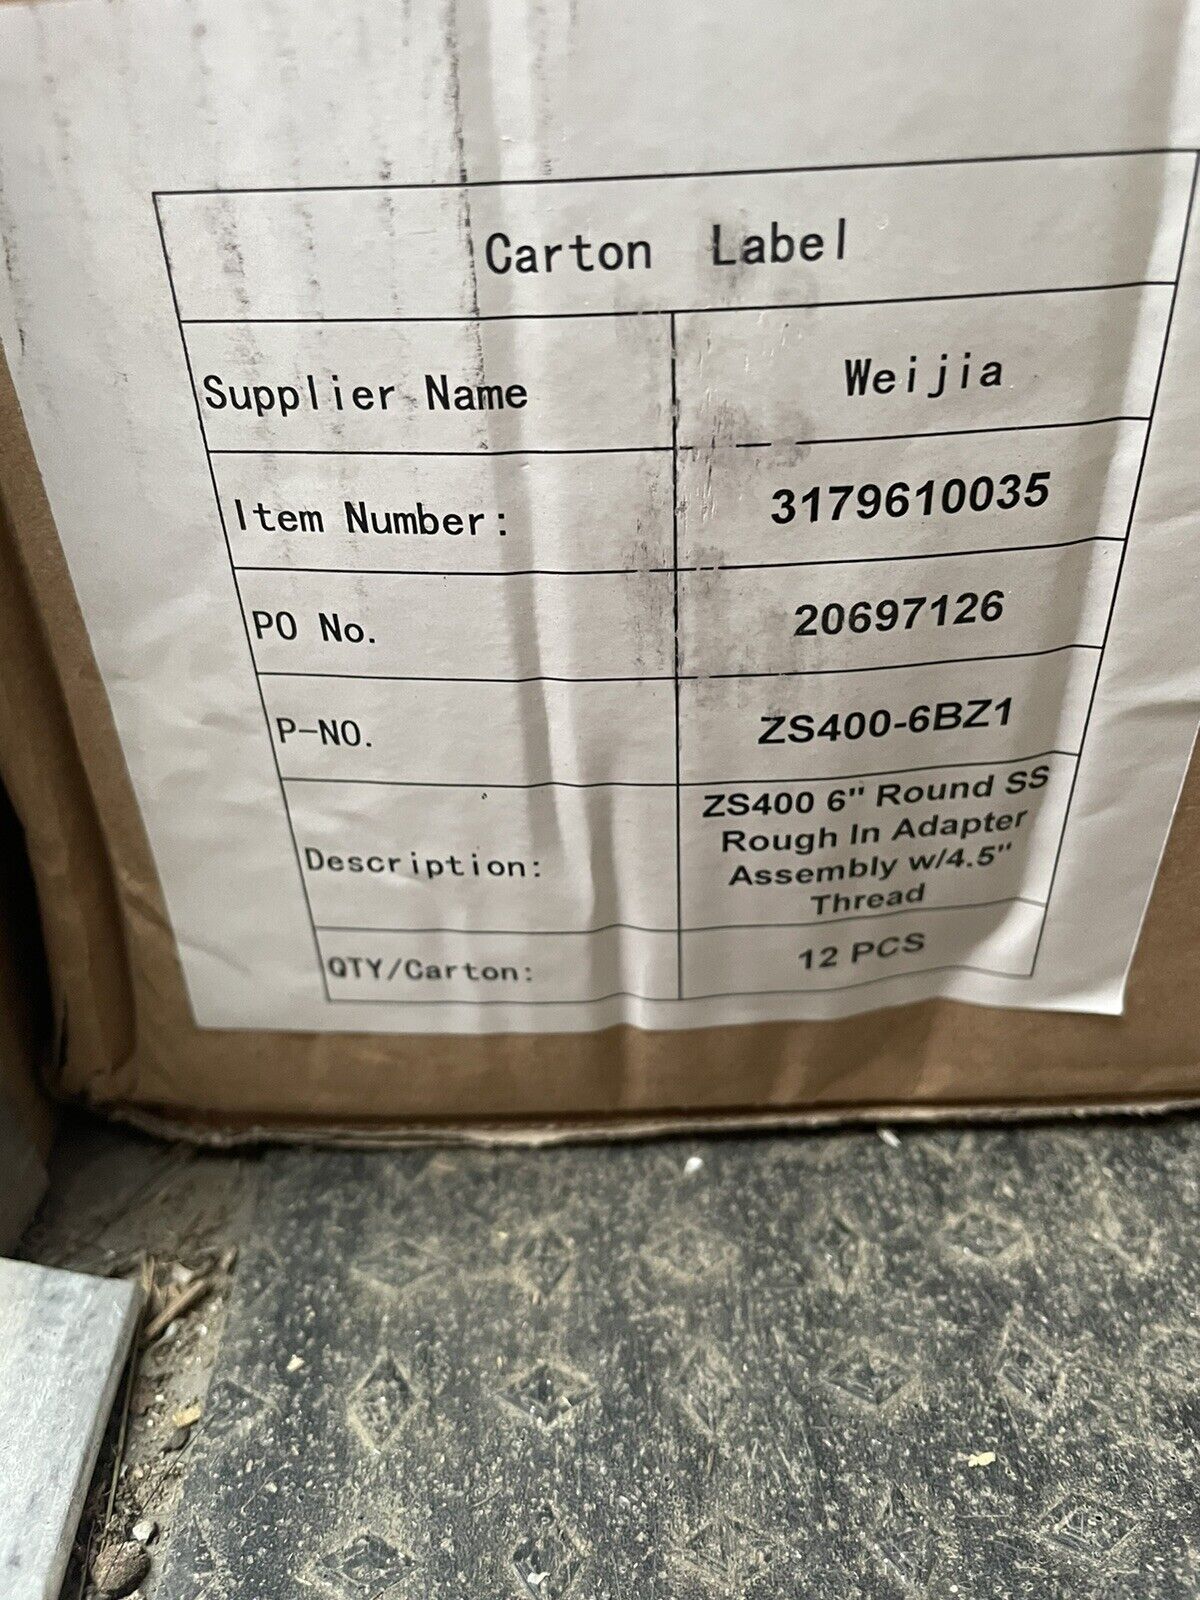 Carton Label
Supplier Name Weijia
Item Number: 3179610035
PO No. 20697126
P-NO. ZS400-6BZ1
Description: ZS400 6" Round SS
Rough In Adapter
Assembly w/4.5"
Thread
QTY/Carton: 12 PCS